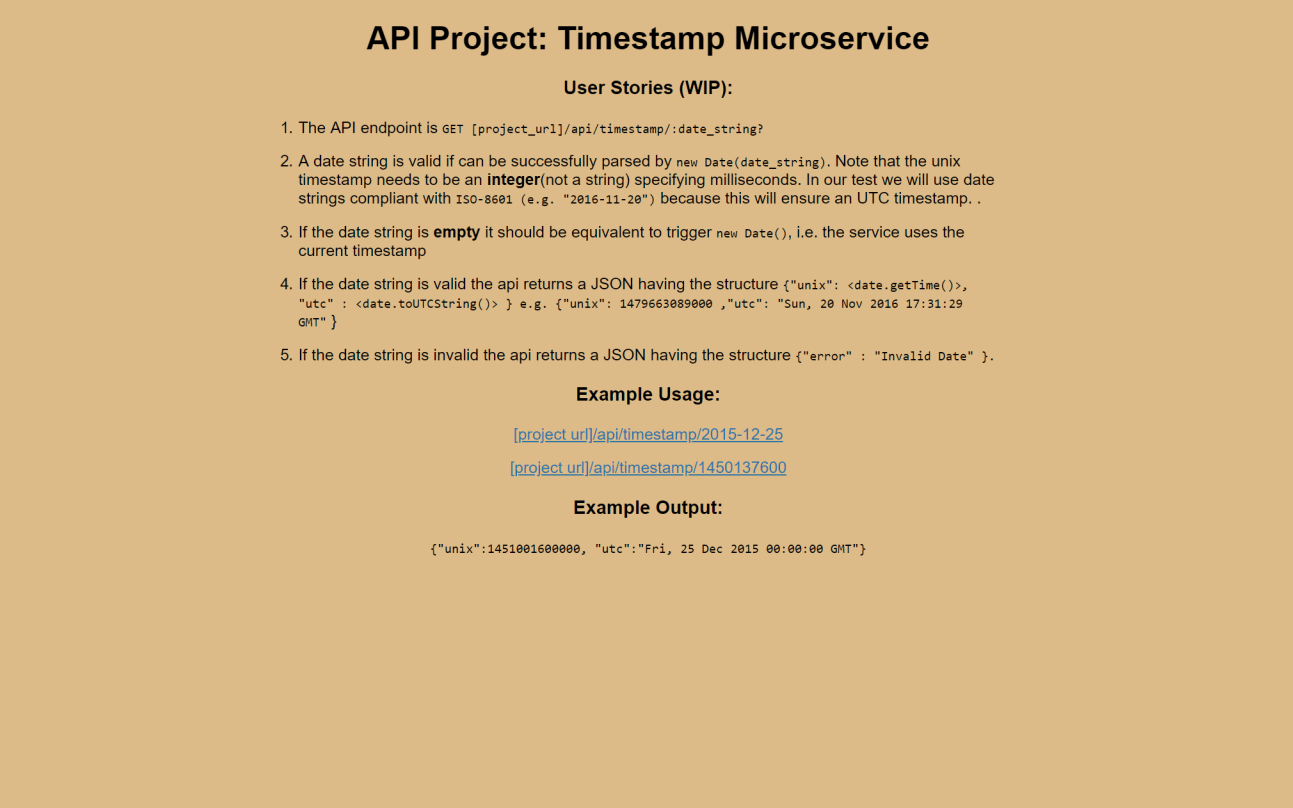 API Project: Timestamp Microservice
User Stories (WIP):
1. The API endpoint is GET [project_url]/api/timestamp/:date_string?
2. A date string is valid if can be successfully parsed by new Date(date_string). Note that the unix
timestamp needs to be an integer(not a string) specifying milliseconds. In our test we will use date
strings compliant with ISO-8601 (e.g. "2016-11-20") because this will ensure an UTC timestamp. .
3. If the date string is empty it should be equivalent to trigger new Date(), i.e. the service uses the
current timestamp
4. If the date string is valid the api returns a JSON having the structure {"unix": <date.getTime()>,
"utc" : <date.toUTCString()> } e.g. {"unix": 1479663089000 ,"utc": "Sun, 20 Nov 2016 17:31:29
GMT" }
5. If the date string is invalid the api returns a JSON having the structure {"error" : "Invalid Date" }.
Example Usage:
[project url]/api/timestamp/2015-12-25
[project url]/api/timestamp/1450137600
Example Output:
{"unix":1451001600000, "utc":"Fri, 25 Dec 2015 00:00:00 GMT"}